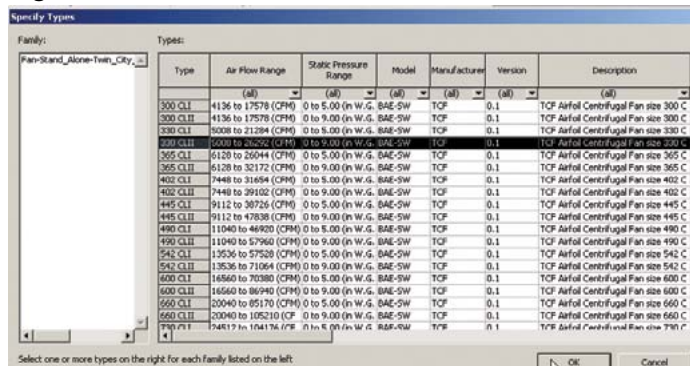 Specify Types
Family: Types:
Fan-Stand_Alone-Twin_City_
Type Air Flow Range Static Pressure Range Model Manufacturer Version Description
(all) (all) (all) (all) (all) (all)
300 CLI 4136 to 17578 (CFM) 0 to 5.00 (in W.G. BAE-SW TCF 0.1 TCF Airfoil Centrifugal Fan size 300 C
300 CLII 4136 to 17578 (CFM) 0 to 9.00 (in W.G. BAE-SW TCF 0.1 TCF Airfoil Centrifugal Fan size 300 C
330 CLI 5008 to 21284 (CFM) 0 to 5.00 (in W.G. BAE-SW TCF 0.1 TCF Airfoil Centrifugal Fan size 330 C
330 CLII 5008 to 26292 (CFM) 0 to 9.00 (in W.G. BAE-SW TCF 0.1 TCF Airfoil Centrifugal Fan size 330 C
365 CLI 6128 to 26044 (CFM) 0 to 5.00 (in W.G. BAE-SW TCF 0.1 TCF Airfoil Centrifugal Fan size 365 C
365 CLII 6128 to 32172 (CFM) 0 to 9.00 (in W.G. BAE-SW TCF 0.1 TCF Airfoil Centrifugal Fan size 365 C
402 CLI 7448 to 31654 (CFM) 0 to 5.00 (in W.G. BAE-SW TCF 0.1 TCF Airfoil Centrifugal Fan size 402 C
402 CLII 7448 to 39102 (CFM) 0 to 9.00 (in W.G. BAE-SW TCF 0.1 TCF Airfoil Centrifugal Fan size 402 C
445 CLI 9112 to 38726 (CFM) 0 to 5.00 (in W.G. BAE-SW TCF 0.1 TCF Airfoil Centrifugal Fan size 445 C
445 CLII 9112 to 47838 (CFM) 0 to 9.00 (in W.G. BAE-SW TCF 0.1 TCF Airfoil Centrifugal Fan size 445 C
490 CLI 11040 to 46920 (CFM) 0 to 5.00 (in W.G. BAE-SW TCF 0.1 TCF Airfoil Centrifugal Fan size 490 C
490 CLII 11040 to 57960 (CFM) 0 to 9.00 (in W.G. BAE-SW TCF 0.1 TCF Airfoil Centrifugal Fan size 490 C
542 CLI 13536 to 57528 (CFM) 0 to 5.00 (in W.G. BAE-SW TCF 0.1 TCF Airfoil Centrifugal Fan size 542 C
542 CLII 13536 to 71064 (CFM) 0 to 9.00 (in W.G. BAE-SW TCF 0.1 TCF Airfoil Centrifugal Fan size 542 C
600 CLI 16560 to 70380 (CFM) 0 to 5.00 (in W.G. BAE-SW TCF 0.1 TCF Airfoil Centrifugal Fan size 600 C
600 CLII 16560 to 86940 (CFM) 0 to 9.00 (in W.G. BAE-SW TCF 0.1 TCF Airfoil Centrifugal Fan size 600 C
660 CLI 20040 to 85170 (CFM) 0 to 5.00 (in W.G. BAE-SW TCF 0.1 TCF Airfoil Centrifugal Fan size 660 C
660 CLII 20040 to 105210 (CF 0 to 9.00 (in W.G. BAE-SW TCF 0.1 TCF Airfoil Centrifugal Fan size 660 C
730 CLI 24512 to 104176 (CF 0 to 5.00 (in W.G. BAE-SW TCF 0.1 TCF Airfoil Centrifugal Fan size 730 C
Select one or more types on the right for each family listed on the left
OK Cancel